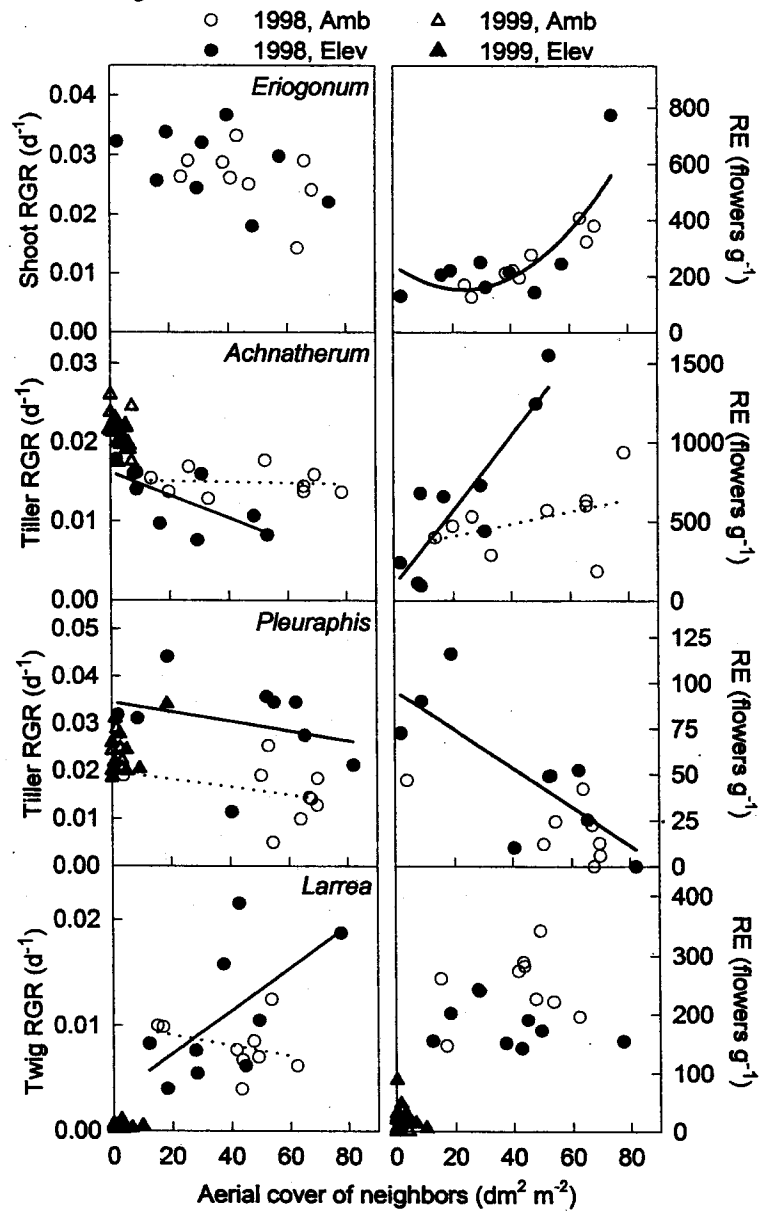 ○ 1998, Amb △ 1999, Amb
● 1998, Elev ▲ 1999, Elev
Eriogonum
Shoot RGR (d⁻¹)
0.04
0.03
0.02
0.01
0.00
800
600
400
200
0
RE (flowers g⁻¹)
Achnatherum
Tiller RGR (d⁻¹)
0.03
0.02
0.01
0.00
1500
1000
500
0
RE (flowers g⁻¹)
Pleuraphis
Tiller RGR (d⁻¹)
0.05
0.04
0.03
0.02
0.01
0.00
125
100
75
50
25
0
RE (flowers g⁻¹)
Larrea
Twig RGR (d⁻¹)
0.02
0.01
0.00
400
300
200
100
0
RE (flowers g⁻¹)
0 20 40 60 80 0 20 40 60 80
Aerial cover of neighbors (dm² m⁻²)